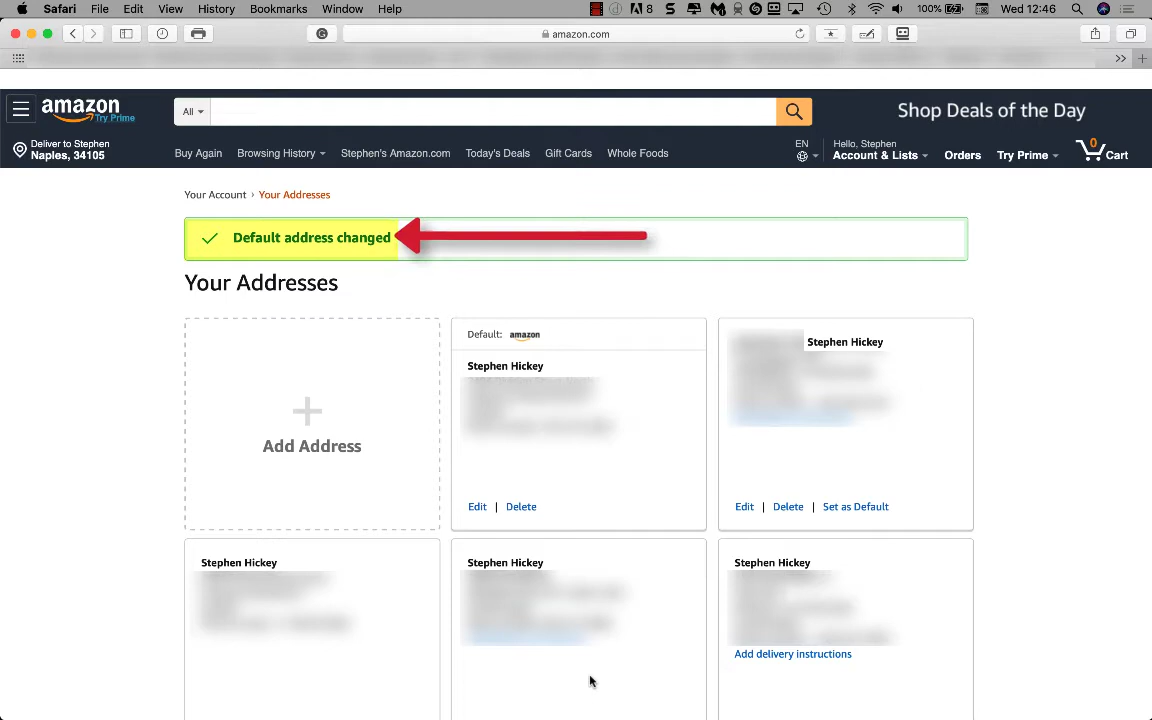 Safari File Edit View History Bookmarks Window Help 8 100% Wed 12:46
amazon.com
amazon Try Prime
All
Shop Deals of the Day
Deliver to Stephen
Naples, 34105
Buy Again Browsing History Stephen's Amazon.com Today's Deals Gift Cards Whole Foods
EN
Hello, Stephen
Account & Lists Orders Try Prime 0 Cart
Your Account › Your Addresses
Default address changed
Your Addresses
Add Address
Default: amazon
Stephen Hickey
Edit | Delete
Stephen Hickey
Edit | Delete | Set as Default
Stephen Hickey
Stephen Hickey
Stephen Hickey
Add delivery instructions